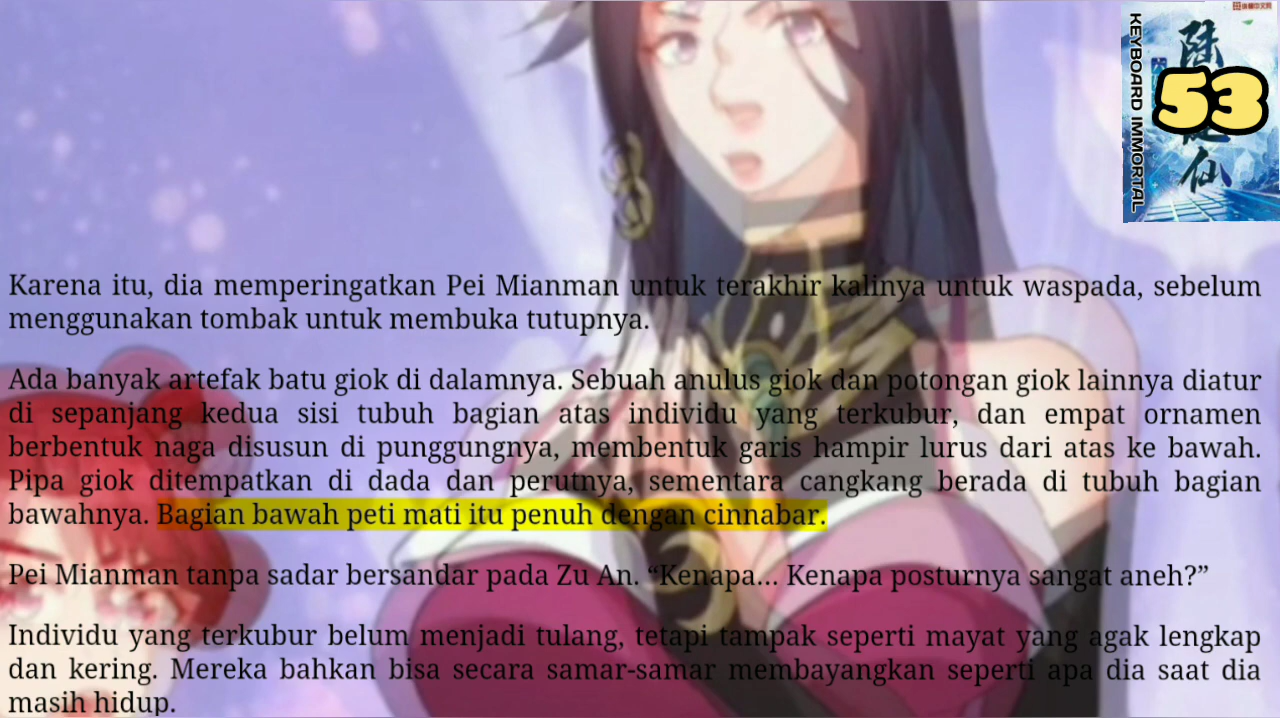 KEYBOARD IMMORTAL
陸
仙
53
Karena itu, dia memperingatkan Pei Mianman untuk terakhir kalinya untuk waspada, sebelum
menggunakan tombak untuk membuka tutupnya.
Ada banyak artefak batu giok di dalamnya. Sebuah anulus giok dan potongan giok lainnya diatur
di sepanjang kedua sisi tubuh bagian atas individu yang terkubur, dan empat ornamen
berbentuk naga disusun di punggungnya, membentuk garis hampir lurus dari atas ke bawah.
Pipa giok ditempatkan di dada dan perutnya, sementara cangkang berada di tubuh bagian
bawahnya. Bagian bawah peti mati itu penuh dengan cinnabar.
Pei Mianman tanpa sadar bersandar pada Zu An. “Kenapa… Kenapa posturnya sangat aneh?”
Individu yang terkubur belum menjadi tulang, tetapi tampak seperti mayat yang agak lengkap
dan kering. Mereka bahkan bisa secara samar-samar membayangkan seperti apa dia saat dia
masih hidup.